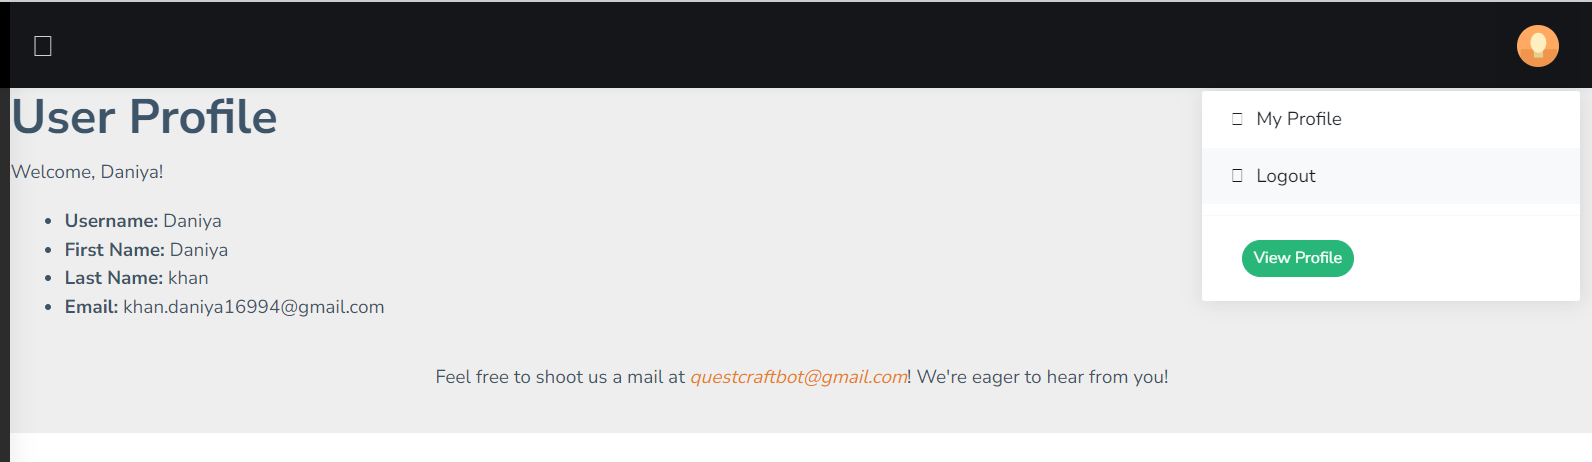 User Profile
Welcome, Daniya!
Username: Daniya
First Name: Daniya
Last Name: khan
Email: khan.daniya16994@gmail.com
My Profile
Logout
View Profile
Feel free to shoot us a mail at questcraftbot@gmail.com! We're eager to hear from you!